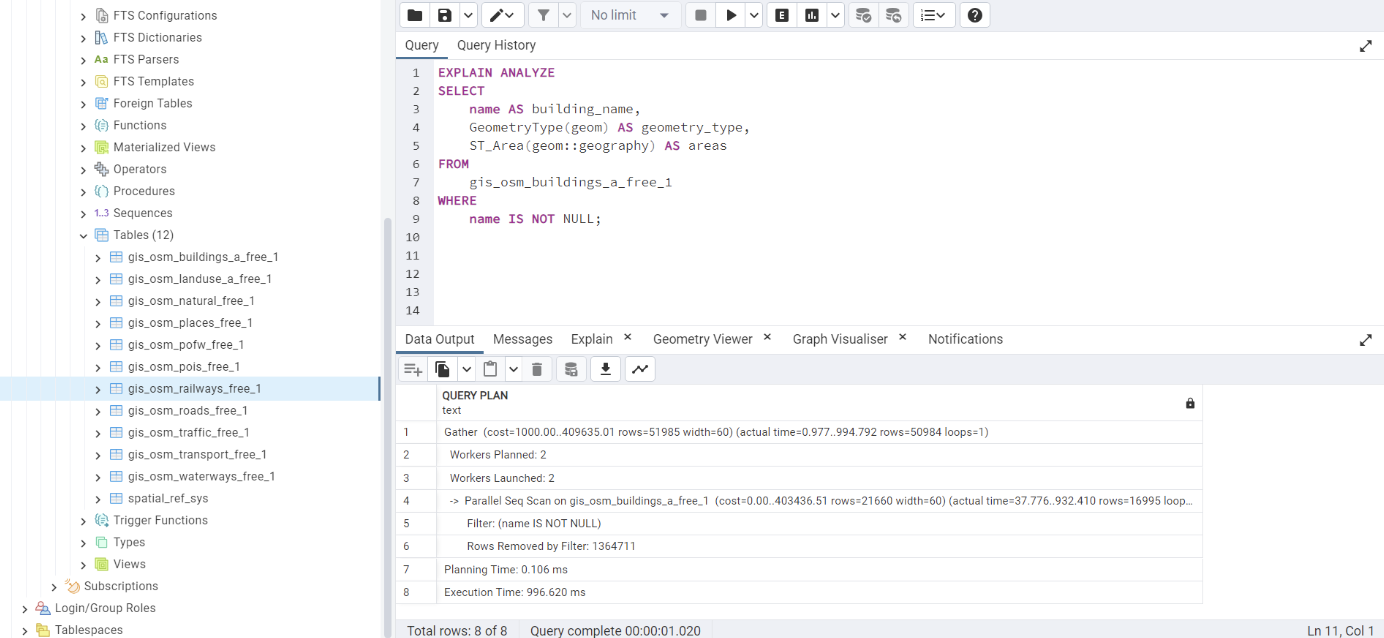 FTS Configurations
FTS Dictionaries
Aa FTS Parsers
FTS Templates
Foreign Tables
Functions
Materialized Views
Operators
Procedures
1..3 Sequences
Tables (12)
gis_osm_buildings_a_free_1
gis_osm_landuse_a_free_1
gis_osm_natural_free_1
gis_osm_places_free_1
gis_osm_pofw_free_1
gis_osm_pois_free_1
gis_osm_railways_free_1
gis_osm_roads_free_1
gis_osm_traffic_free_1
gis_osm_transport_free_1
gis_osm_waterways_free_1
spatial_ref_sys
Trigger Functions
Types
Views
Subscriptions
Login/Group Roles
Tablespaces
No limit
E
Query Query History
1 EXPLAIN ANALYZE
2 SELECT
3 name AS building_name,
4 GeometryType(geom) AS geometry_type,
5 ST_Area(geom::geography) AS areas
6 FROM
7 gis_osm_buildings_a_free_1
8 WHERE
9 name IS NOT NULL;
10
11
12
13
14
Data Output Messages Explain × Geometry Viewer × Graph Visualiser × Notifications
QUERY PLAN
text
1 Gather (cost=1000.00..409635.01 rows=51985 width=60) (actual time=0.977..994.792 rows=50984 loops=1)
2 Workers Planned: 2
3 Workers Launched: 2
4 -> Parallel Seq Scan on gis_osm_buildings_a_free_1 (cost=0.00..403436.51 rows=21660 width=60) (actual time=37.776..932.410 rows=16995 loop...
5 Filter: (name IS NOT NULL)
6 Rows Removed by Filter: 1364711
7 Planning Time: 0.106 ms
8 Execution Time: 996.620 ms
Total rows: 8 of 8 Query complete 00:00:01.020 Ln 11, Col 1